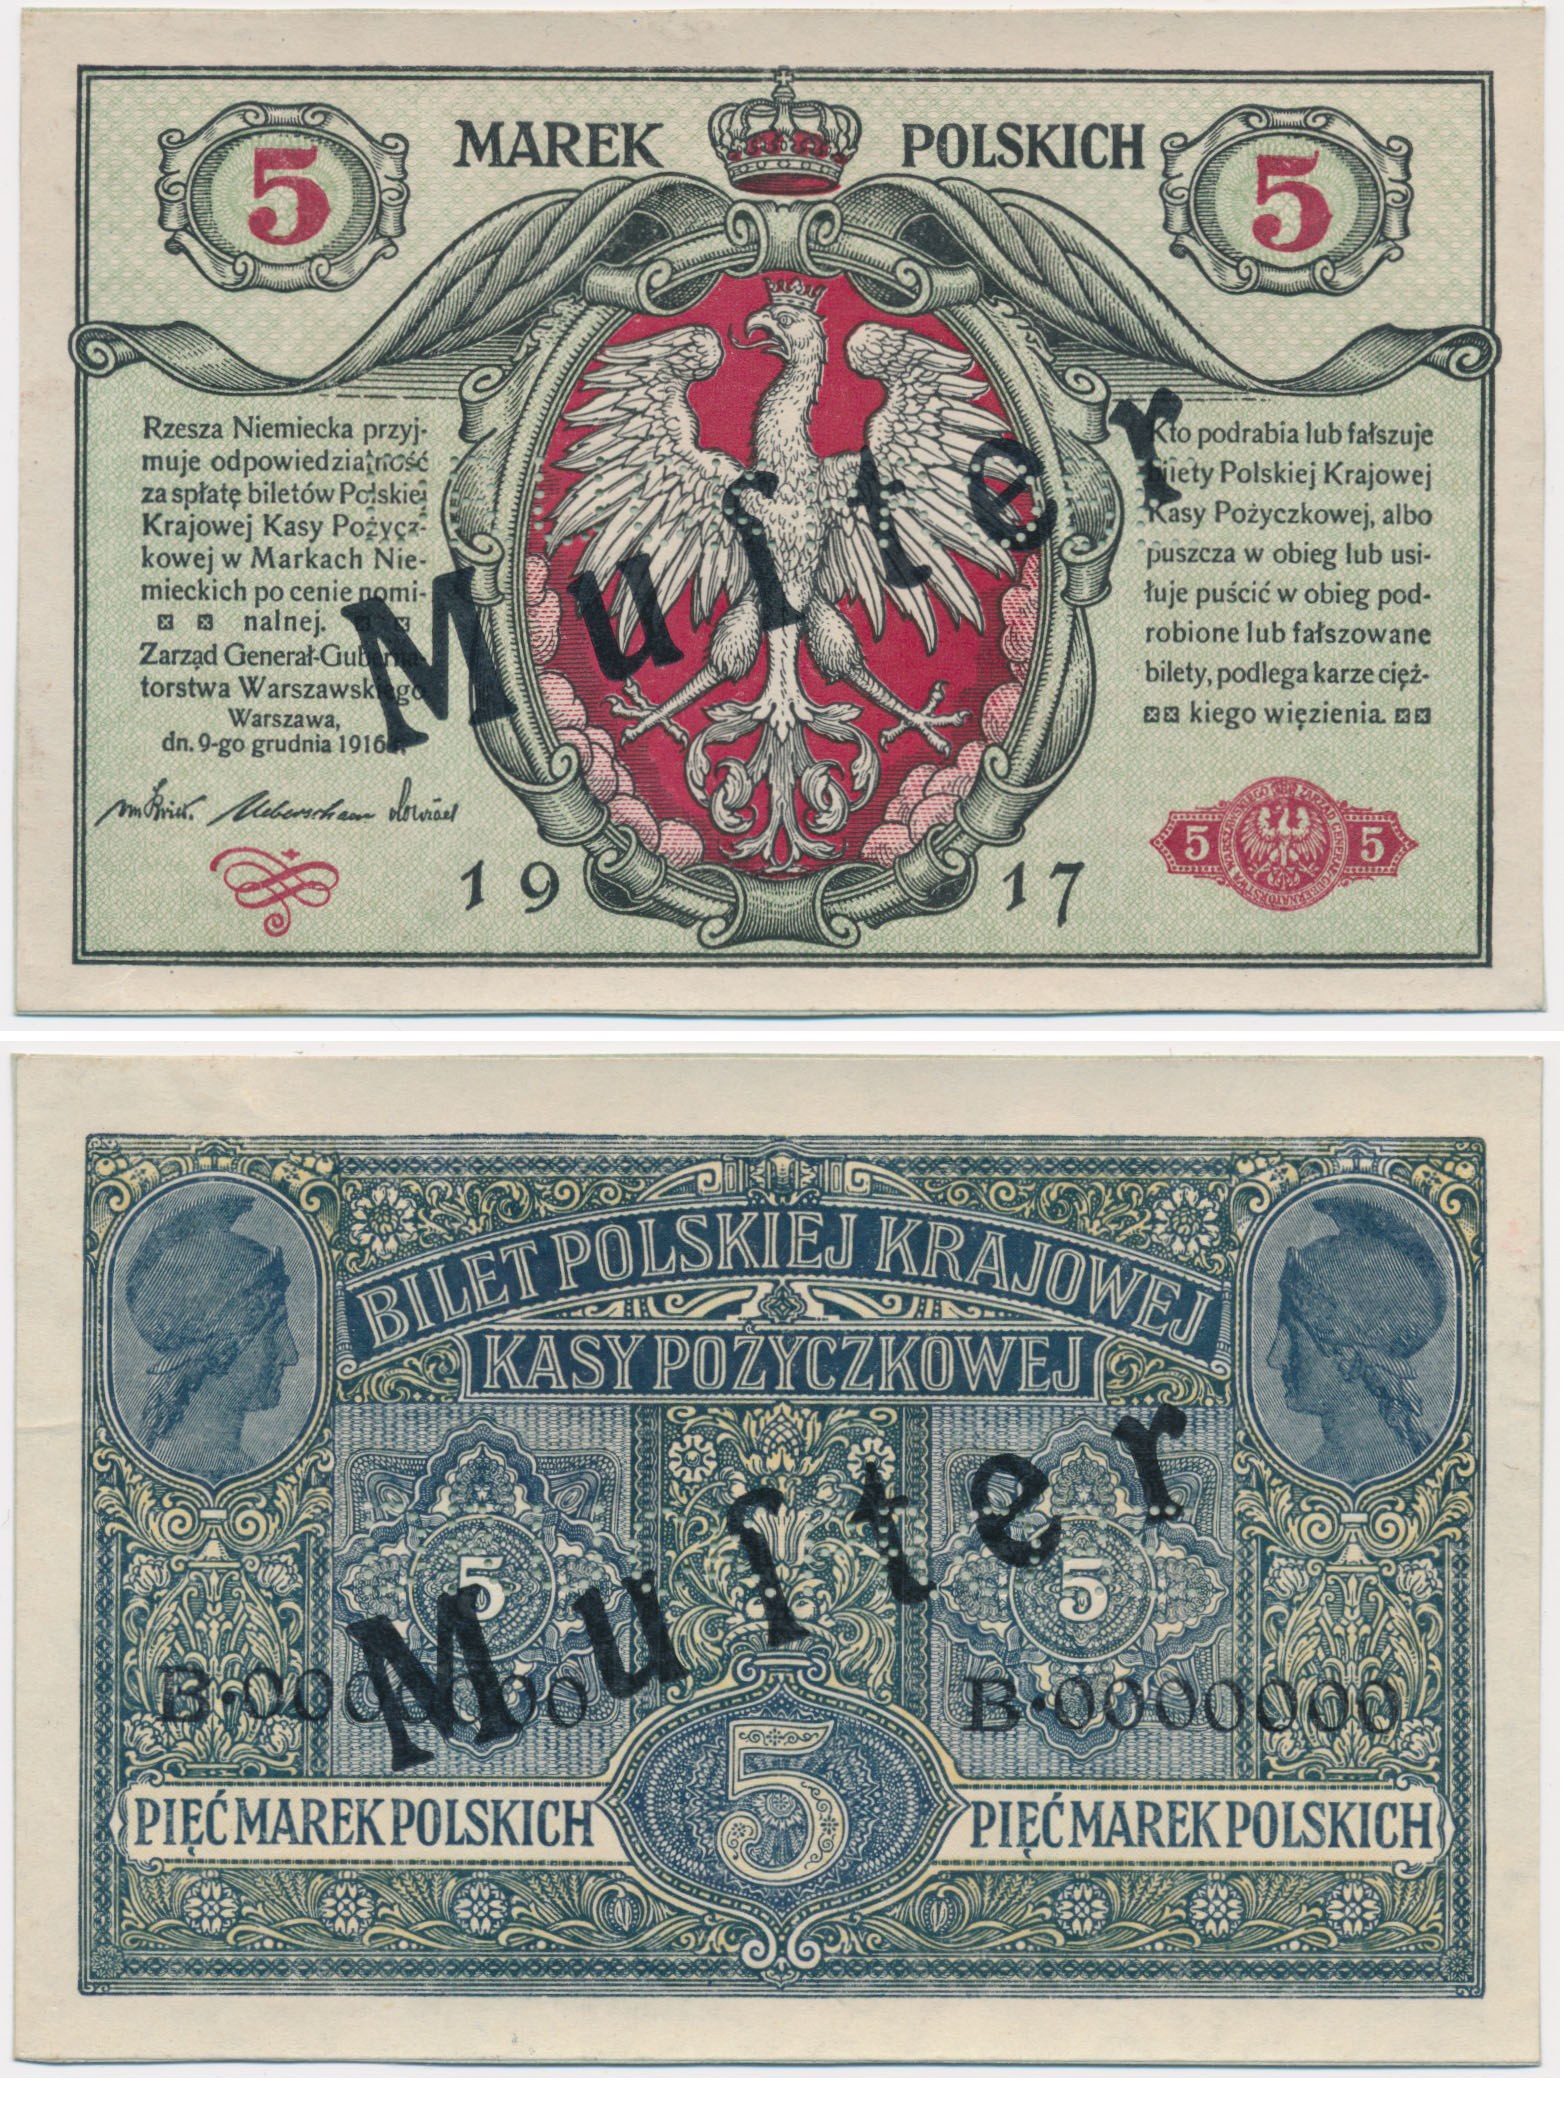 5 MAREK POLSKICH 5
Rzesza Niemiecka przyj-
muje odpowiedzialność
za spłatę biletów Polskiej
Krajowej Kasy Pożycz-
kowej w Markach Nie-
mieckich po cenie nomi-
nalnej.
Zarząd Generał-Guberna-
torstwa Warszawskiego
Warszawa,
dn. 9-go grudnia 1916 r.
Kto podrabia lub fałszuje
bilety Polskiej Krajowej
Kasy Pożyczkowej, albo
puszcza w obieg lub usi-
łuje puścić w obieg pod-
robione lub fałszowane
bilety, podlega karze cięż-
kiego więzienia.
Muſter
1917
5 5
BILET POLSKIEJ KRAJOWEJ
KASY POŻYCZKOWEJ
5 5
Muſter
B·0000000 B·0000000
PIĘĆ MAREK POLSKICH 5 PIĘĆ MAREK POLSKICH